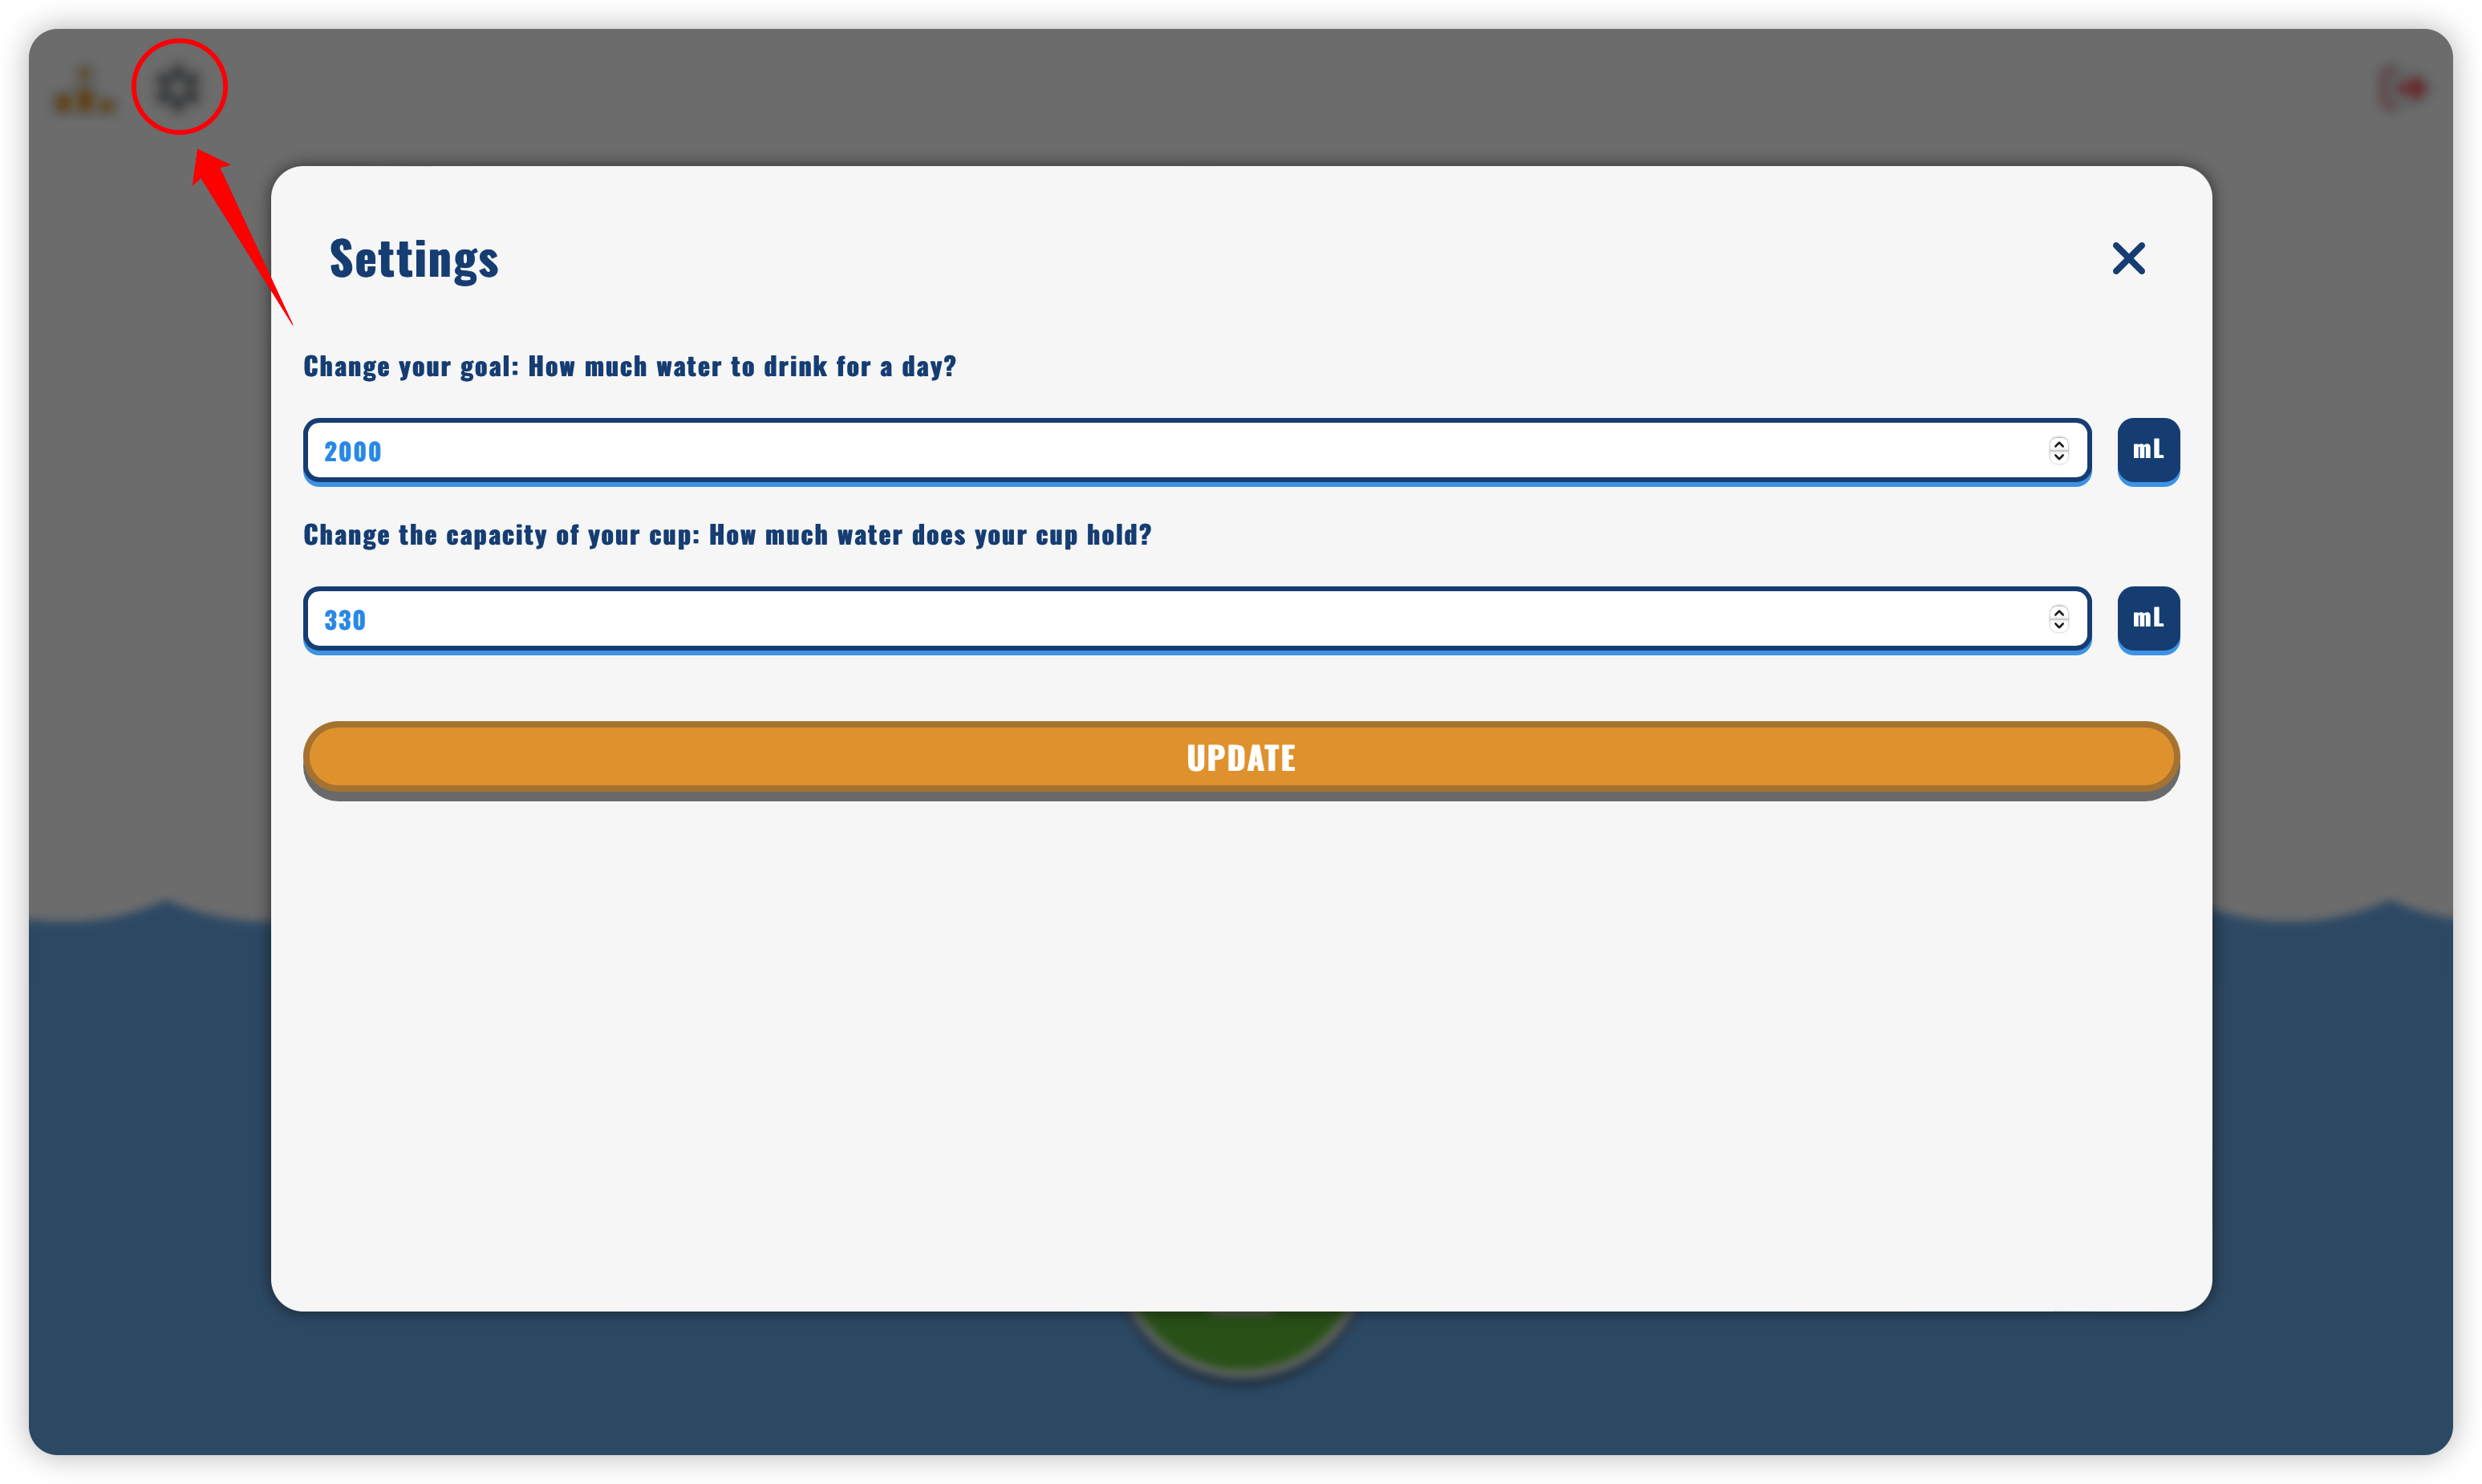 Settings
Change your goal: How much water to drink for a day?
2000
mL
Change the capacity of your cup: How much water does your cup hold?
330
mL
UPDATE